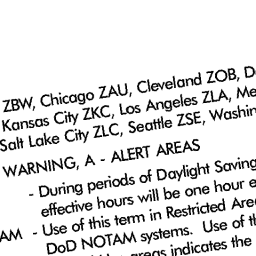 ZBW, Chicago ZAU, Cleveland ZOB,
Kansas City ZKC, Los Angeles ZLA,
Salt Lake City ZLC, Seattle ZSE,
WARNING, A - ALERT AREAS
- During periods of Daylight Saving
effective hours will be one hour
- Use of this term in Restricted
DoD NOTAM systems. Use of
areas indicates the